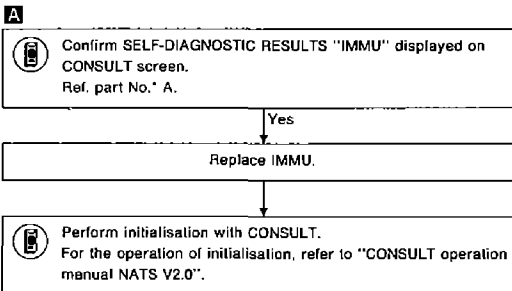 A
Confirm SELF-DIAGNOSTIC RESULTS "IMMU" displayed on
CONSULT screen.
Ref. part No.* A.
Yes
Replace IMMU.
Perform initialisation with CONSULT.
For the operation of initialisation, refer to "CONSULT operation
manual NATS V2.0".